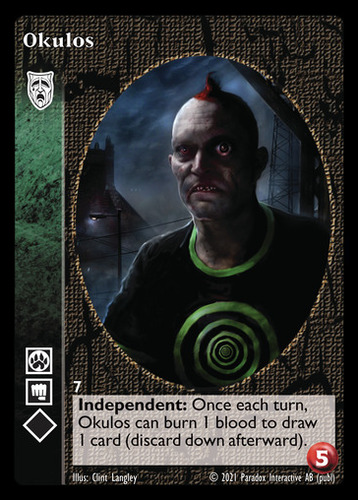 Okulos
7
Independent: Once each turn,
Okulos can burn 1 blood to draw
1 card (discard down afterward).
5
Illus: Clint Langley © 2021 Paradox Interactive AB (publ)